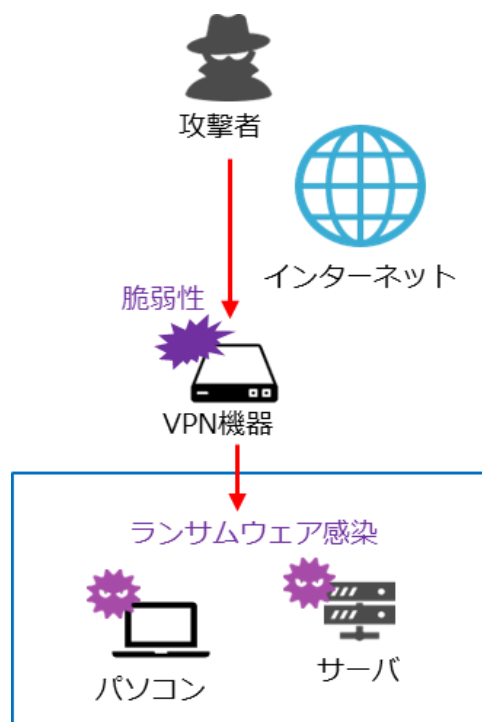 攻撃者
インターネット
脆弱性
VPN機器
ランサムウェア感染
パソコン
サーバ